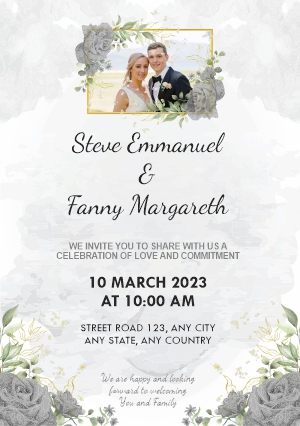 Steve Emmanuel
&
Fanny Margareth
WE INVITE YOU TO SHARE WITH US A
CELEBRATION OF LOVE AND COMMITMENT
10 MARCH 2023
AT 10:00 AM
STREET ROAD 123, ANY CITY
ANY STATE, ANY COUNTRY
We are happy and looking
forward to welcoming
You and Family